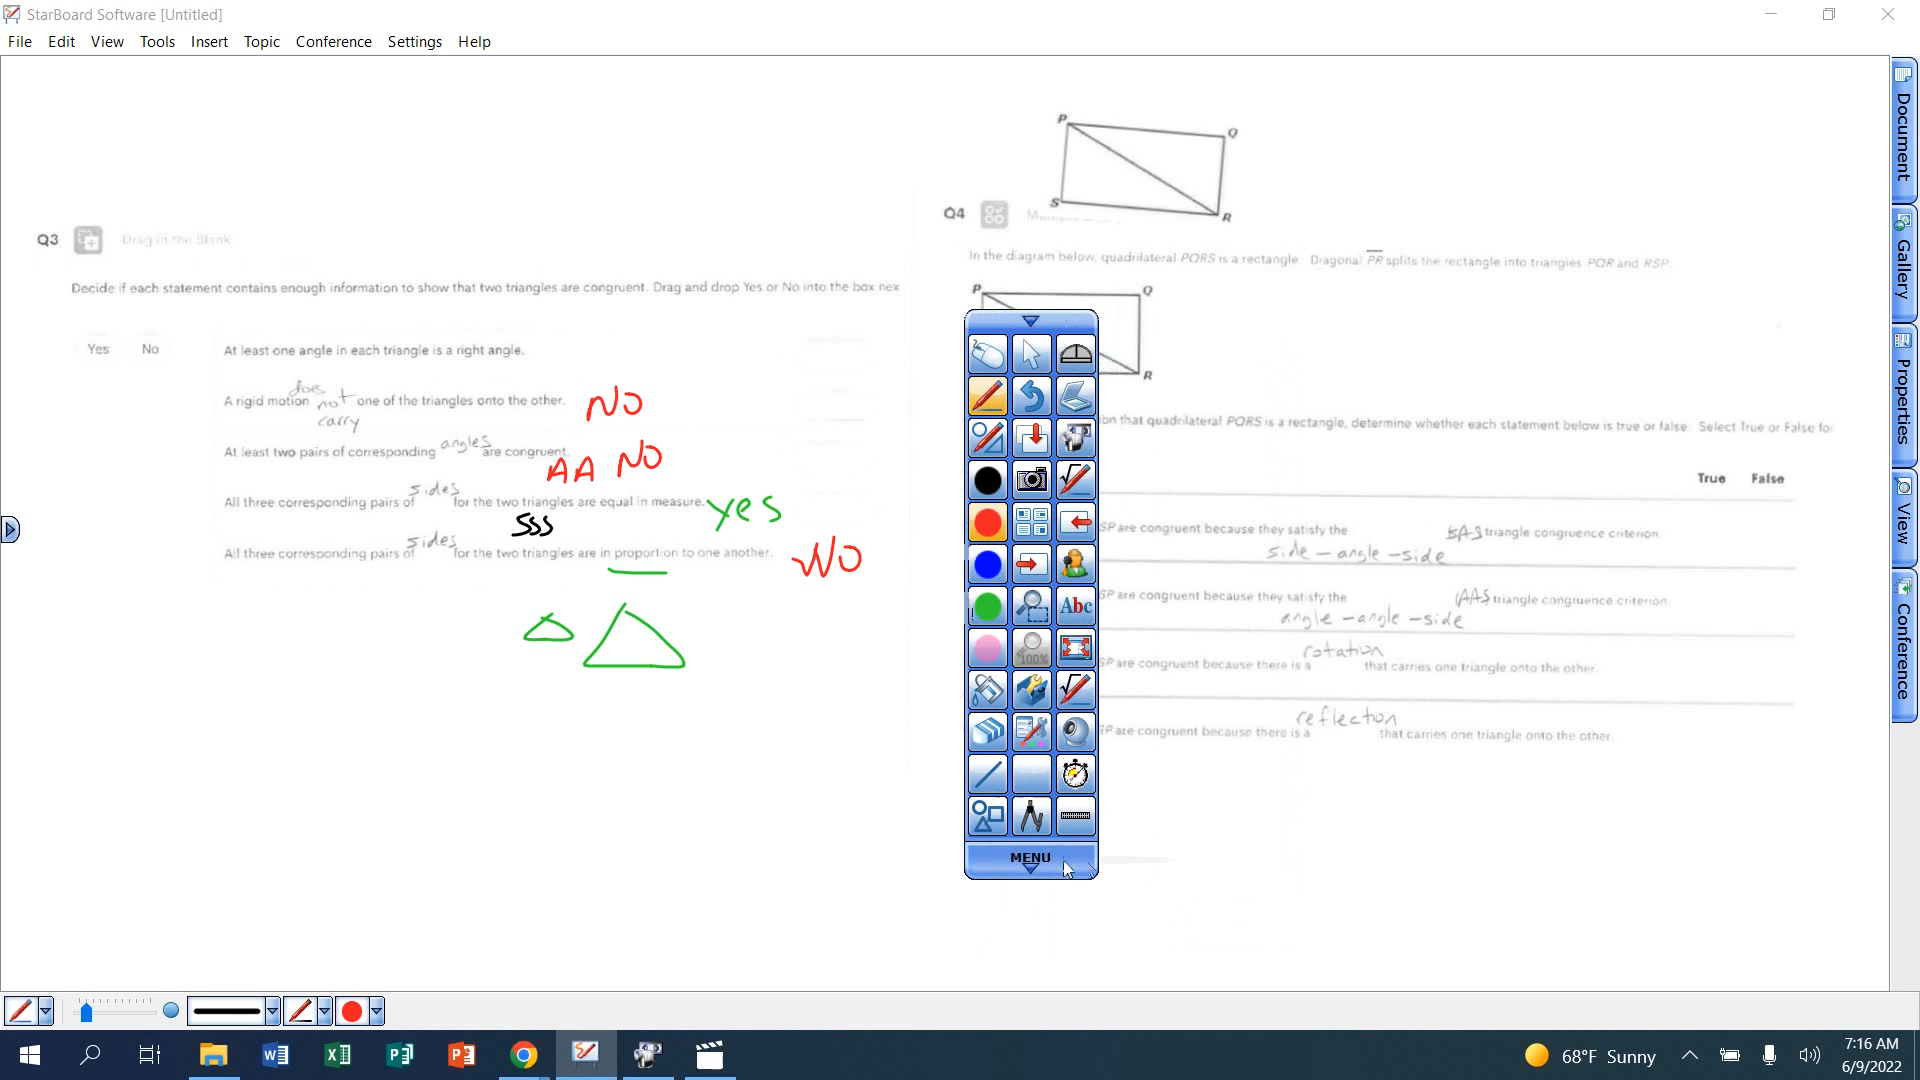 StarBoard Software [Untitled]
File Edit View Tools Insert Topic Conference Settings Help
Document
Gallery
Properties
View
Conference
Q3 Drag in the Blank
Decide if each statement contains enough information to show that two triangles are congruent. Drag and drop Yes or No into the box nex
Yes No
At least one angle in each triangle is a right angle.
does
A rigid motion not one of the triangles onto the other.
carry
NO
At least two pairs of corresponding angles are congruent.
AA NO
All three corresponding pairs of sides for the two triangles are equal in measure. yes
SSS
All three corresponding pairs of sides for the two triangles are in proportion to one another. NO
P Q
S R
Q4
In the diagram below, quadrilateral PQRS is a rectangle Diagonal PR splits the rectangle into triangles PQR and RSP.
P Q
R
ion that quadrilateral PQRS is a rectangle, determine whether each statement below is true or false Select True or False fo
True False
SP are congruent because they satisfy the SAS triangle congruence criterion.
side - angle - side
SP are congruent because they satisfy the AAS triangle congruence criterion.
angle - angle - side
SP are congruent because there is a rotation that carries one triangle onto the other.
SP are congruent because there is a reflection that carries one triangle onto the other.
Abc
100%
MENU
68°F Sunny
7:16 AM
6/9/2022